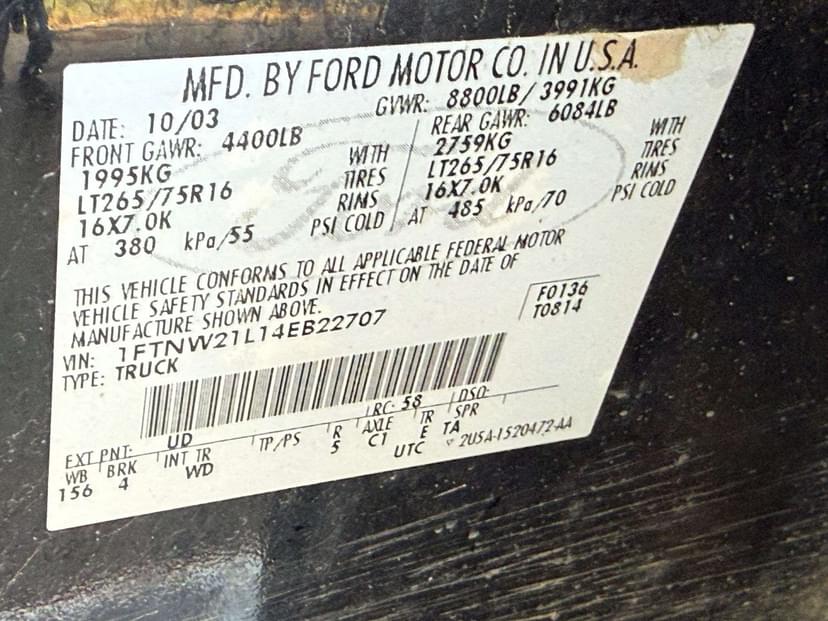 MFD. BY FORD MOTOR CO. IN U.S.A.
DATE: 10/03 GVWR: 8800LB/3991KG
FRONT GAWR: 4400LB REAR GAWR: 6084LB
1995KG WITH 2759KG WITH
LT265/75R16 TIRES LT265/75R16 TIRES
16X7.0K RIMS 16X7.0K RIMS
AT 380 kPa/55 PSI COLD AT 485 kPa/70 PSI COLD
Ford
THIS VEHICLE CONFORMS TO ALL APPLICABLE FEDERAL MOTOR
VEHICLE SAFETY STANDARDS IN EFFECT ON THE DATE OF
MANUFACTURE SHOWN ABOVE.
F0136
T0814
VIN: 1FTNW21L14EB22707
TYPE: TRUCK
EXT PNT: UD RC: 58 DSO:
WB BRK INT TR TP/PS R AXLE TR SPR
156 4 WD 5 C1 E TA
UTC ▽ 2U5A-1520472-AA